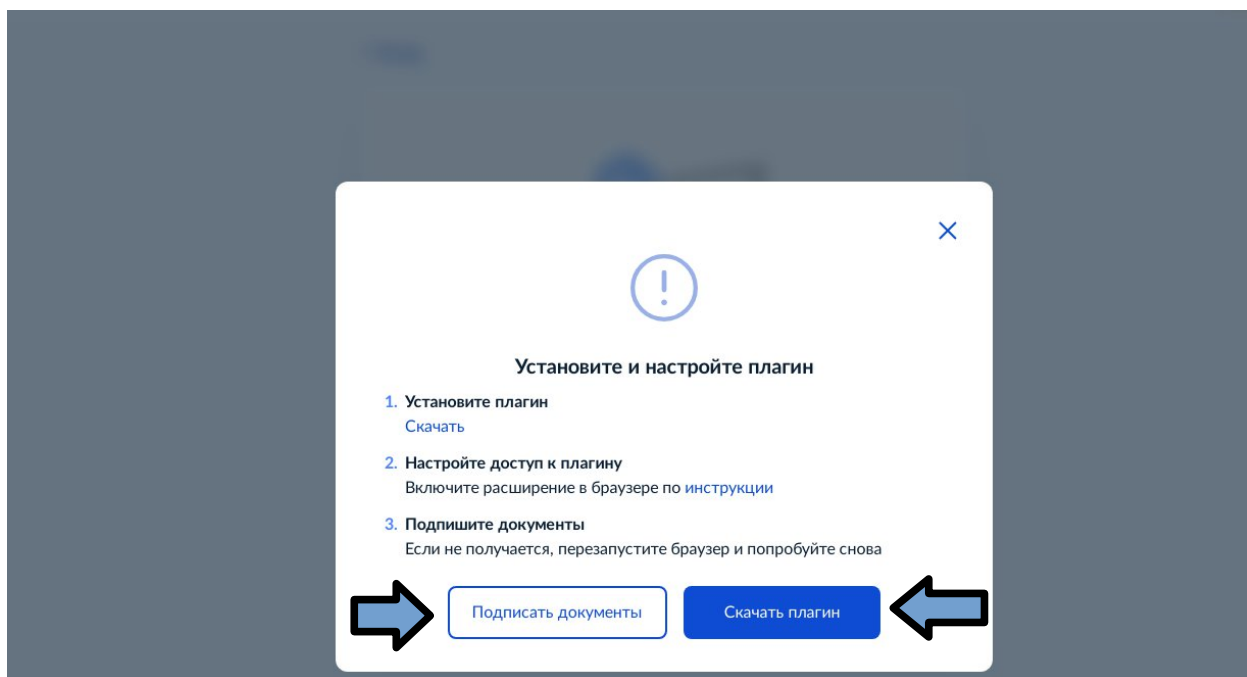 Установите и настройте плагин
1. Установите плагин
Скачать
2. Настройте доступ к плагину
Включите расширение в браузере по инструкции
3. Подпишите документы
Если не получается, перезапустите браузер и попробуйте снова
Подписать документы Скачать плагин